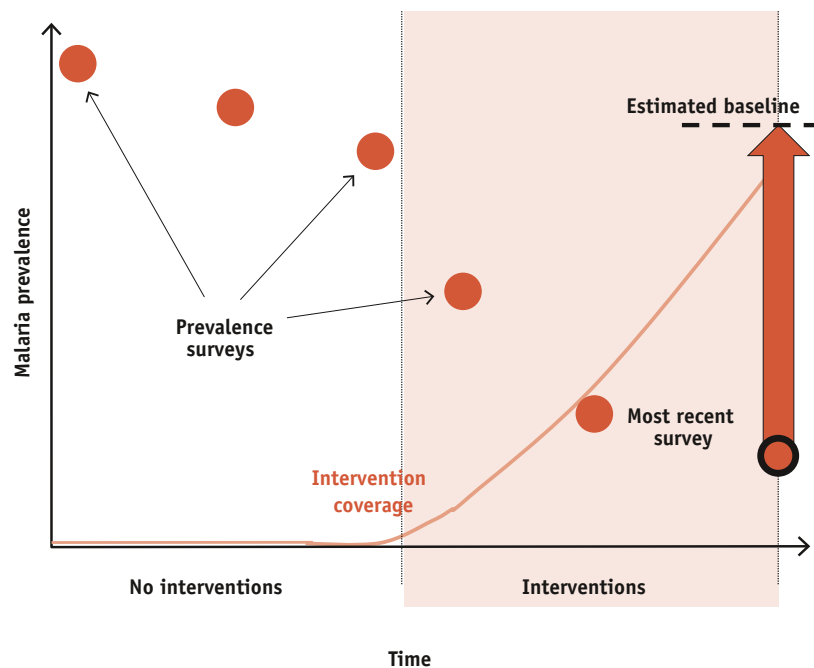 Estimated baseline
Malaria prevalence
Prevalence
surveys
Most recent
survey
Intervention
coverage
No interventions
Interventions
Time